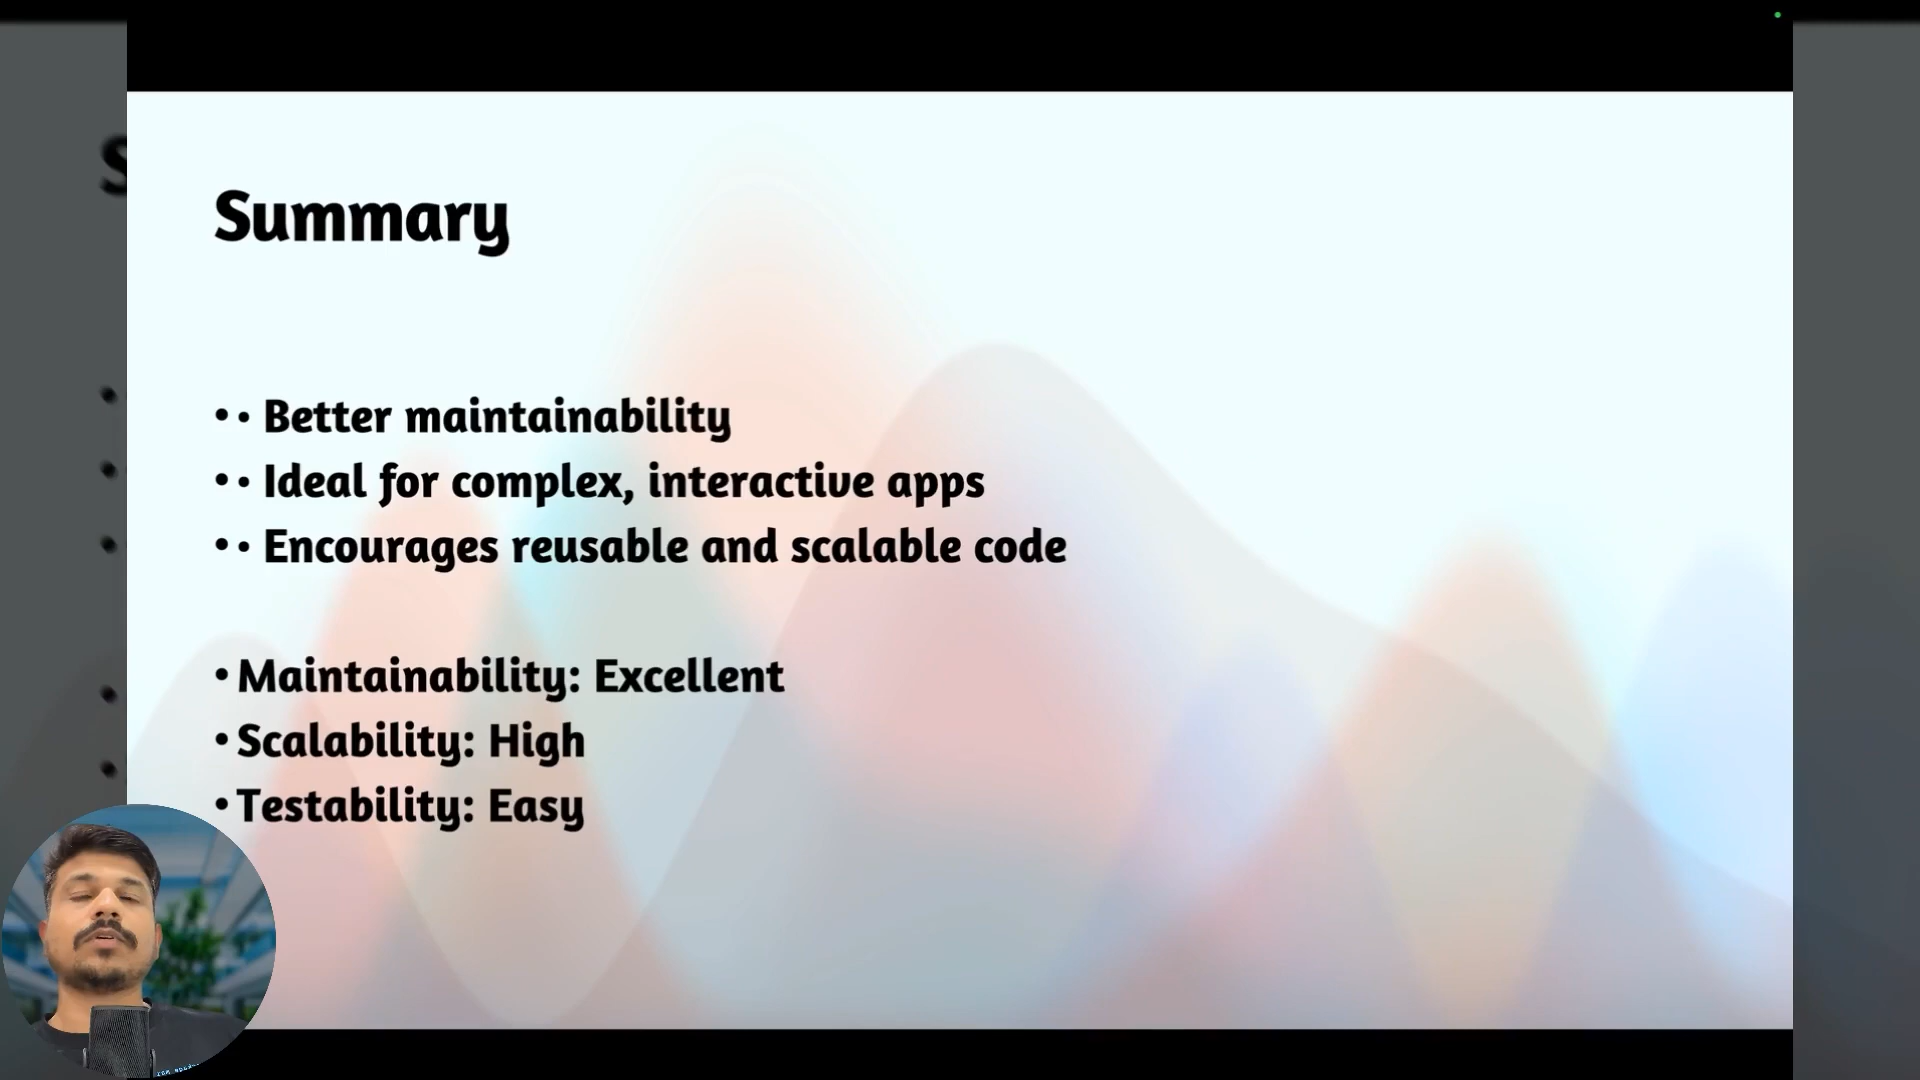 Summary
• • Better maintainability
• • Ideal for complex, interactive apps
• • Encourages reusable and scalable code
• Maintainability: Excellent
• Scalability: High
• Testability: Easy